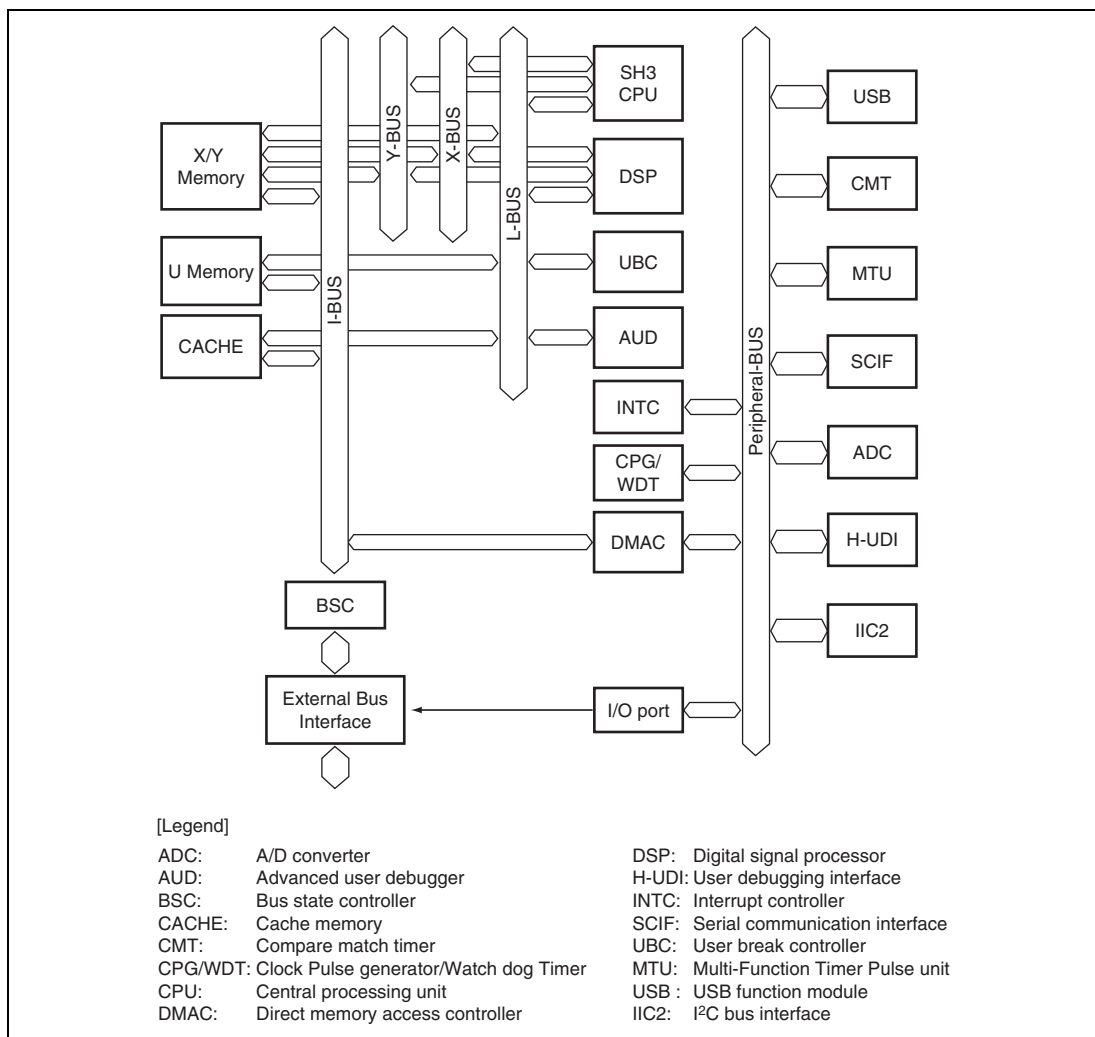 SH3
CPU
USB
X/Y
Memory
Y-BUS
X-BUS
DSP
CMT
L-BUS
U Memory
I-BUS
UBC
MTU
CACHE
AUD
SCIF
Peripheral-BUS
INTC
CPG/
WDT
ADC
DMAC
H-UDI
BSC
IIC2
External Bus
Interface
I/O port
[Legend]
ADC: A/D converter
AUD: Advanced user debugger
BSC: Bus state controller
CACHE: Cache memory
CMT: Compare match timer
CPG/WDT: Clock Pulse generator/Watch dog Timer
CPU: Central processing unit
DMAC: Direct memory access controller
DSP: Digital signal processor
H-UDI: User debugging interface
INTC: Interrupt controller
SCIF: Serial communication interface
UBC: User break controller
MTU: Multi-Function Timer Pulse unit
USB : USB function module
IIC2: I²C bus interface